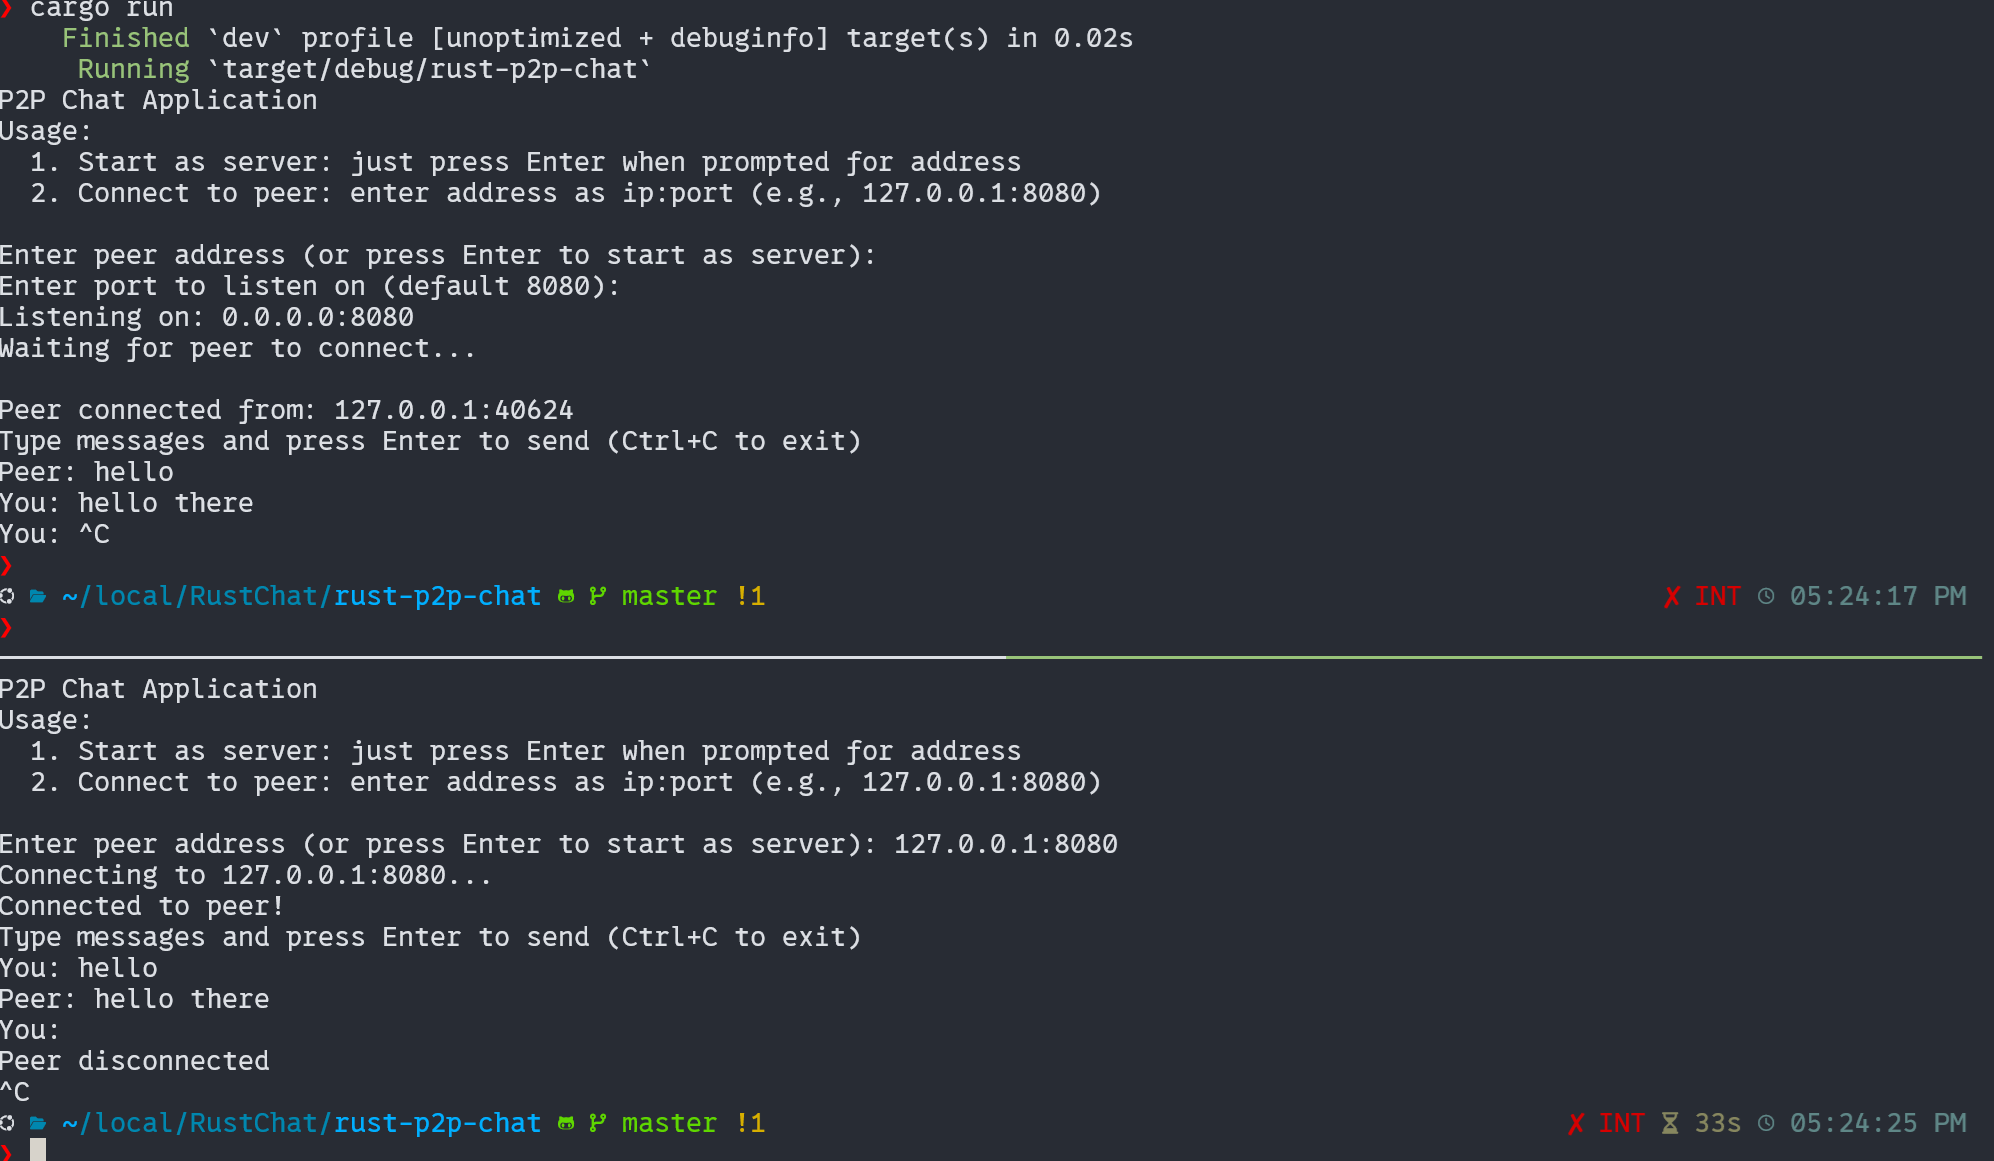 ❯ cargo run
    Finished `dev` profile [unoptimized + debuginfo] target(s) in 0.02s
     Running `target/debug/rust-p2p-chat`
P2P Chat Application
Usage:
  1. Start as server: just press Enter when prompted for address
  2. Connect to peer: enter address as ip:port (e.g., 127.0.0.1:8080)

Enter peer address (or press Enter to start as server):
Enter port to listen on (default 8080):
Listening on: 0.0.0.0:8080
Waiting for peer to connect...

Peer connected from: 127.0.0.1:40624
Type messages and press Enter to send (Ctrl+C to exit)
Peer: hello
You: hello there
You: ^C
❯
~/local/RustChat/rust-p2p-chat master !1 ✗ INT 05:24:17 PM
❯
P2P Chat Application
Usage:
  1. Start as server: just press Enter when prompted for address
  2. Connect to peer: enter address as ip:port (e.g., 127.0.0.1:8080)

Enter peer address (or press Enter to start as server): 127.0.0.1:8080
Connecting to 127.0.0.1:8080...
Connected to peer!
Type messages and press Enter to send (Ctrl+C to exit)
You: hello
Peer: hello there
You:
Peer disconnected
^C
~/local/RustChat/rust-p2p-chat master !1 ✗ INT 33s 05:24:25 PM
❯